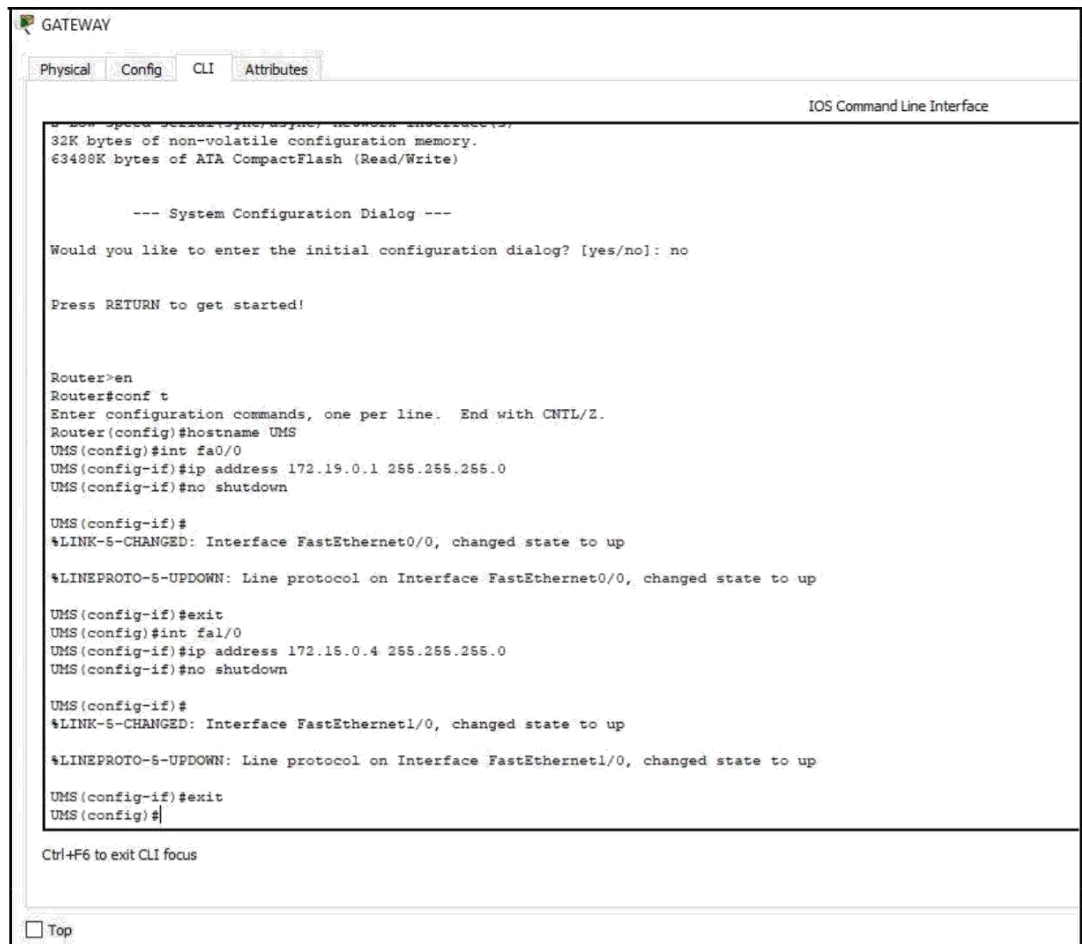 GATEWAY
Physical Config CLI Attributes
IOS Command Line Interface
32K bytes of non-volatile configuration memory.
63488K bytes of ATA CompactFlash (Read/Write)
--- System Configuration Dialog ---
Would you like to enter the initial configuration dialog? [yes/no]: no
Press RETURN to get started!
Router>en
Router#conf t
Enter configuration commands, one per line.  End with CNTL/Z.
Router(config)#hostname UMS
UMS(config)#int fa0/0
UMS(config-if)#ip address 172.19.0.1 255.255.255.0
UMS(config-if)#no shutdown
UMS(config-if)#
%LINK-5-CHANGED: Interface FastEthernet0/0, changed state to up
%LINEPROTO-5-UPDOWN: Line protocol on Interface FastEthernet0/0, changed state to up
UMS(config-if)#exit
UMS(config)#int fa1/0
UMS(config-if)#ip address 172.15.0.4 255.255.255.0
UMS(config-if)#no shutdown
UMS(config-if)#
%LINK-5-CHANGED: Interface FastEthernet1/0, changed state to up
%LINEPROTO-5-UPDOWN: Line protocol on Interface FastEthernet1/0, changed state to up
UMS(config-if)#exit
UMS(config)#
Ctrl+F6 to exit CLI focus
Top